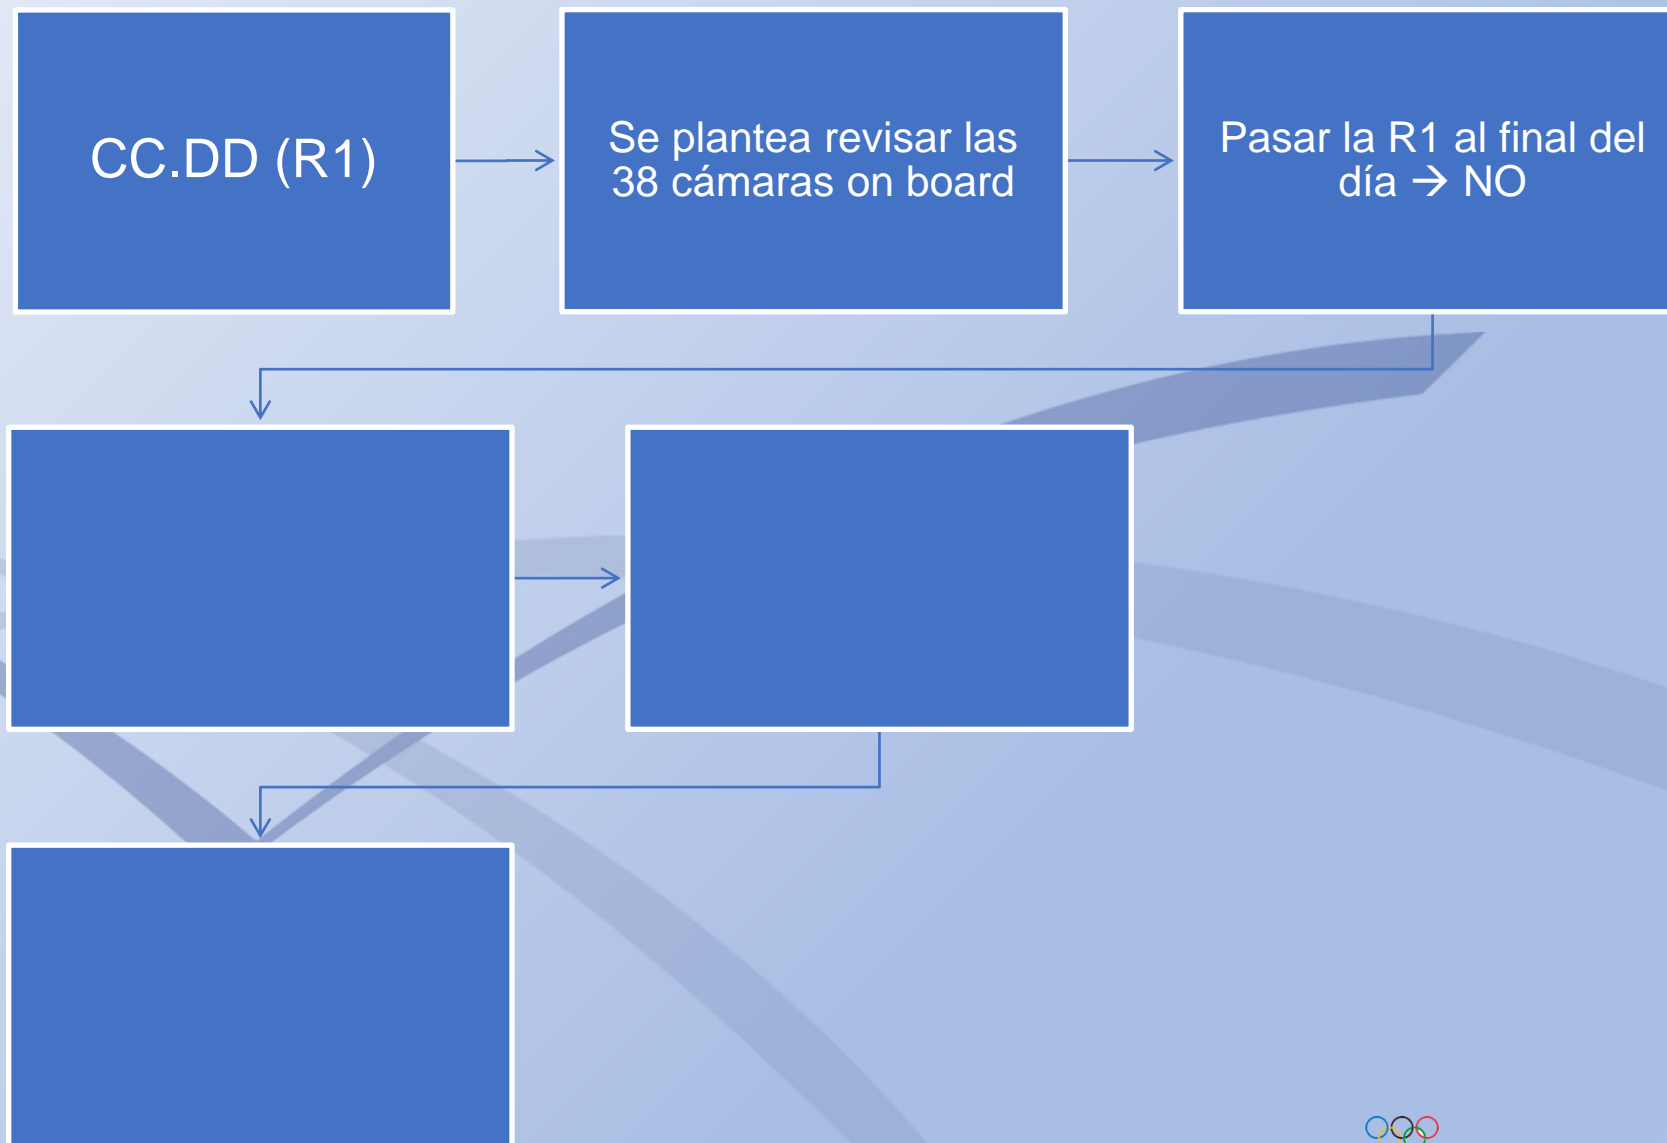 CC.DD (R1)
Se plantea revisar las
38 cámaras on board
Pasar la R1 al final del
día → NO